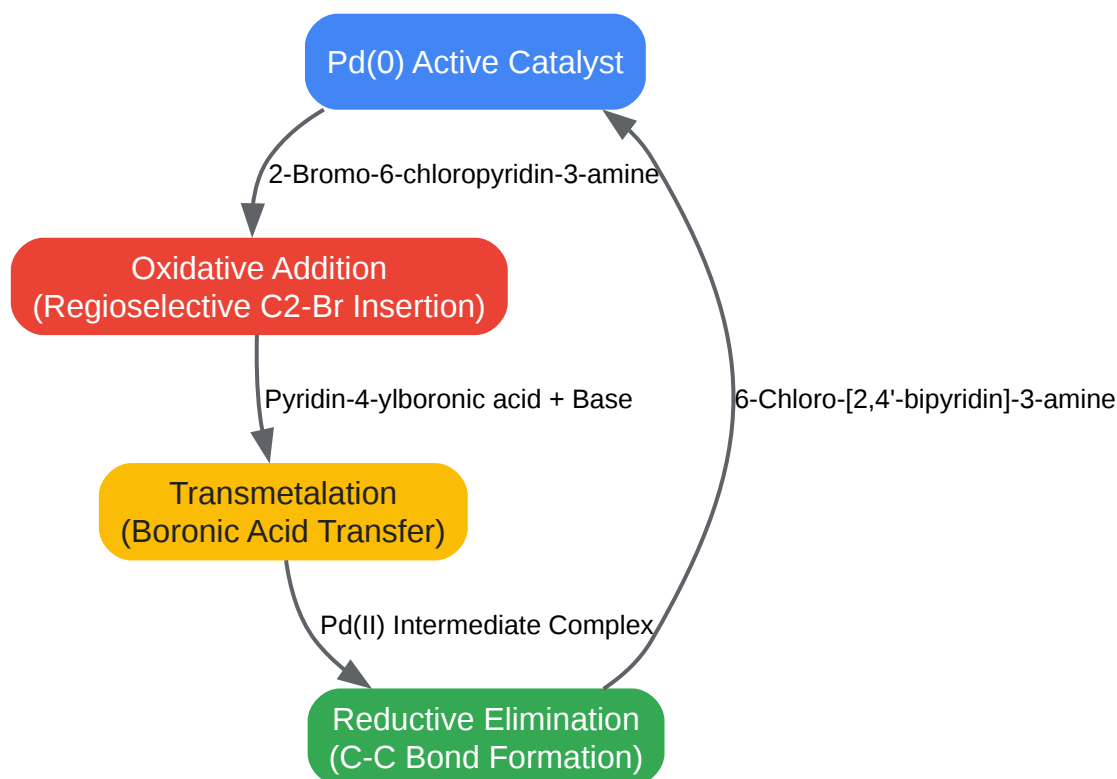 Pd(0) Active Catalyst
2-Bromo-6-chloropyridin-3-amine
Oxidative Addition
(Regioselective C2-Br Insertion)
Pyridin-4-ylboronic acid + Base
6-Chloro-[2,4'-bipyridin]-3-amine
Transmetalation
(Boronic Acid Transfer)
Pd(II) Intermediate Complex
Reductive Elimination
(C-C Bond Formation)